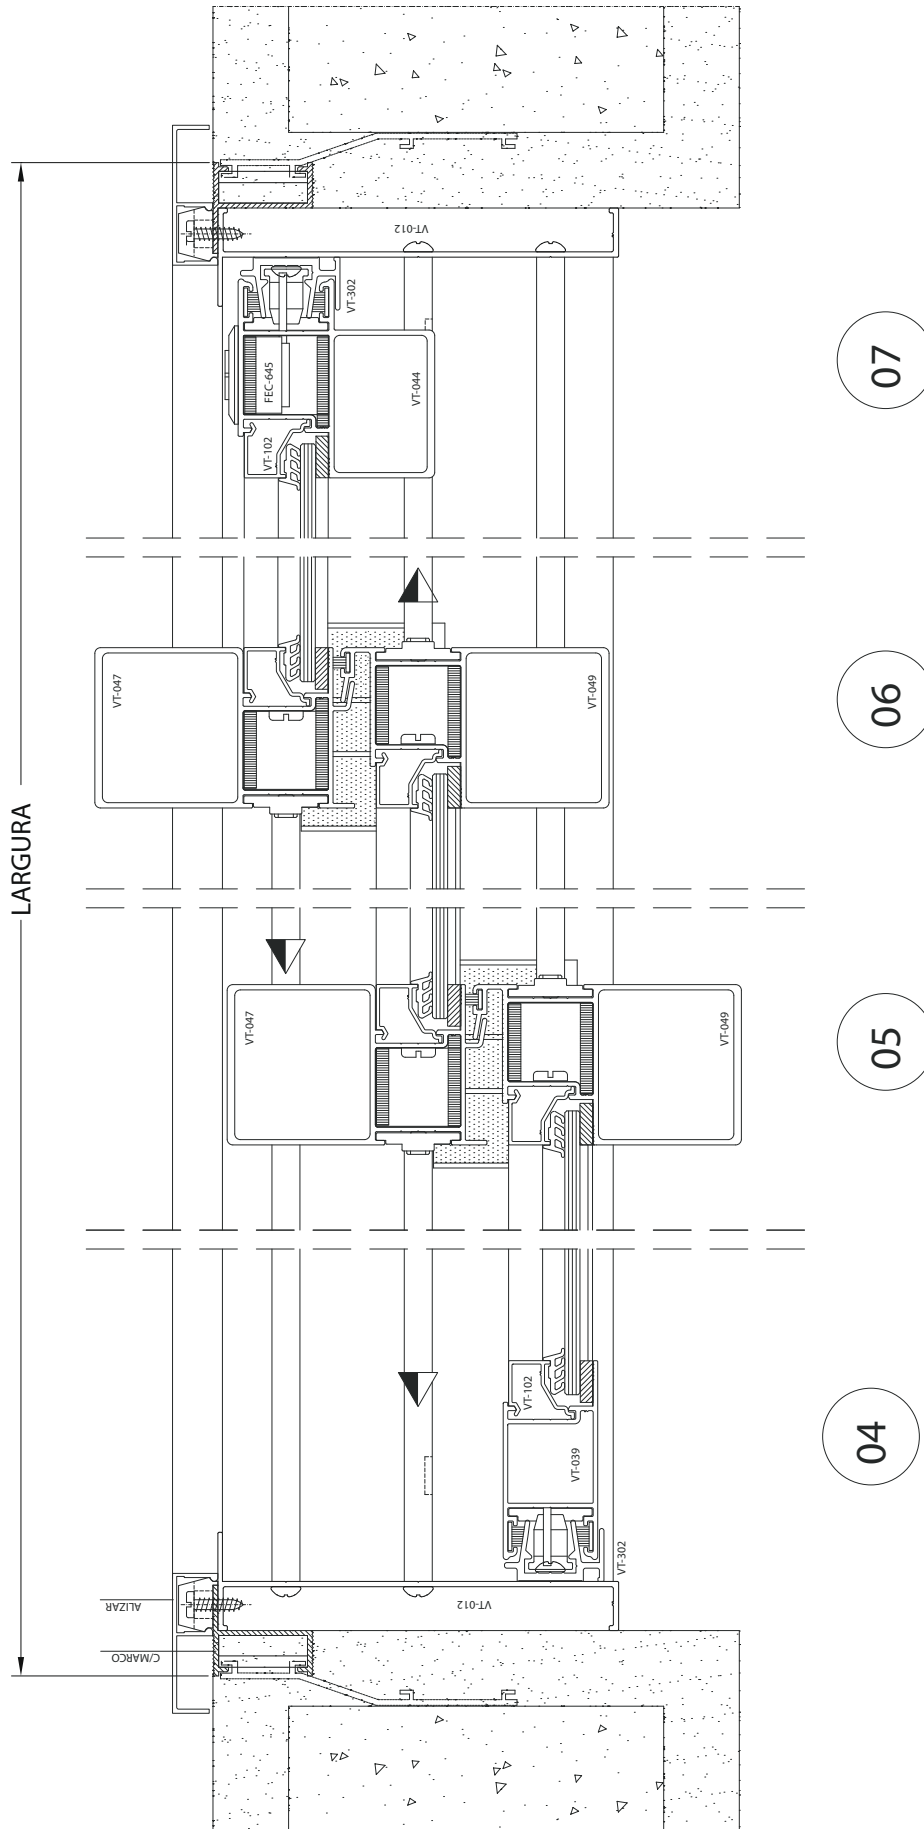 VT-012
VT-302
07
FEC-645
VT-044
VT-102
VT-047
VT-049
06
LARGURA
VT-047
VT-049
05
VT-102
VT-039
04
VT-302
ALIZAR
VT-012
C/MARCO